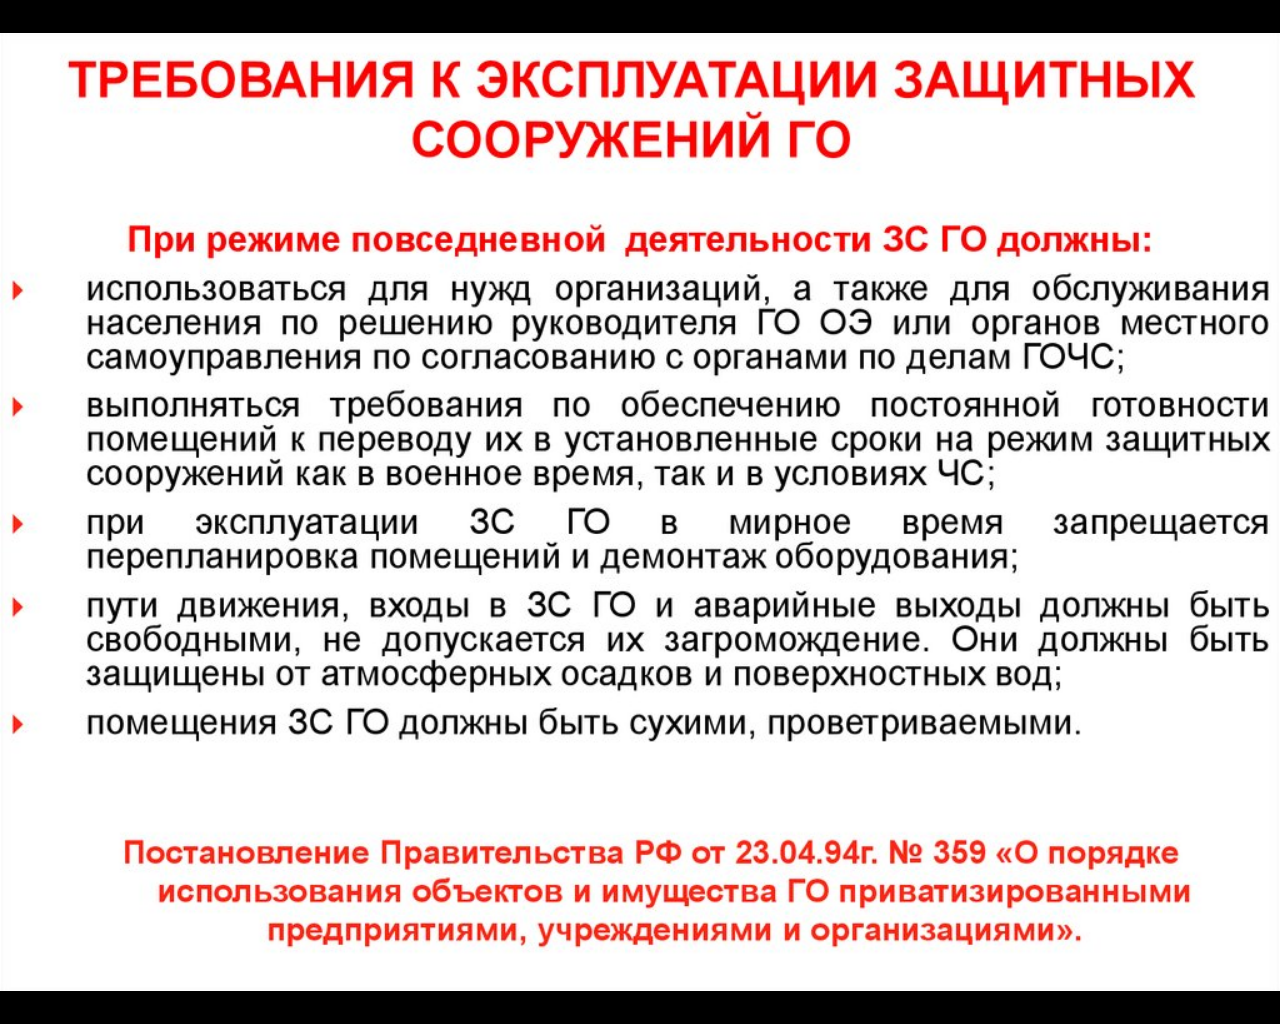 ТРЕБОВАНИЯ К ЭКСПЛУАТАЦИИ ЗАЩИТНЫХ
СООРУЖЕНИЙ ГО
При режиме повседневной деятельности ЗС ГО должны:
использоваться для нужд организаций, а также для обслуживания
населения по решению руководителя ГО ОЭ или органов местного
самоуправления по согласованию с органами по делам ГОЧС;
выполняться требования по обеспечению постоянной готовности
помещений к переводу их в установленные сроки на режим защитных
сооружений как в военное время, так и в условиях ЧС;
при эксплуатации ЗС ГО в мирное время запрещается
перепланировка помещений и демонтаж оборудования;
пути движения, входы в ЗС ГО и аварийные выходы должны быть
свободными, не допускается их загромождение. Они должны быть
защищены от атмосферных осадков и поверхностных вод;
помещения ЗС ГО должны быть сухими, проветриваемыми.
Постановление Правительства РФ от 23.04.94г. № 359 «О порядке
использования объектов и имущества ГО приватизированными
предприятиями, учреждениями и организациями».